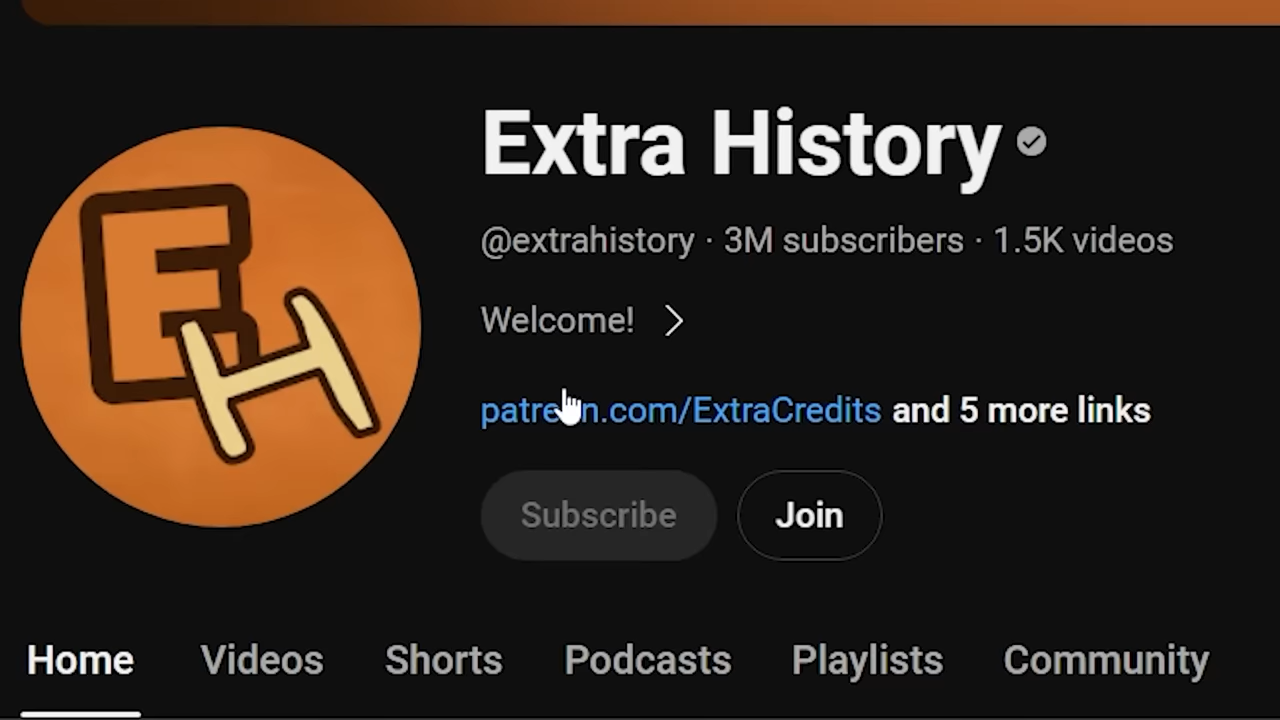 EH
Extra History
@extrahistory · 3M subscribers · 1.5K videos
Welcome!
patreon.com/ExtraCredits and 5 more links
Subscribe Join
Home Videos Shorts Podcasts Playlists Community